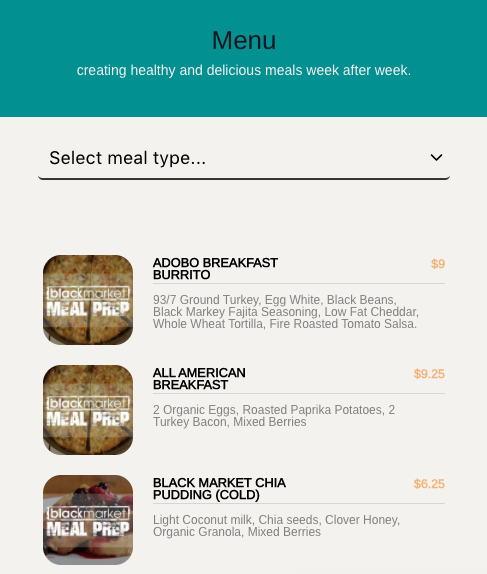 Menu
creating healthy and delicious meals week after week.
Select meal type...
ADOBO BREAKFAST
BURRITO
$9
93/7 Ground Turkey, Egg White, Black Beans,
Black Markey Fajita Seasoning, Low Fat Cheddar,
Whole Wheat Tortilla, Fire Roasted Tomato Salsa.
blackmarket
MEAL PREP
ALL AMERICAN
BREAKFAST
$9.25
2 Organic Eggs, Roasted Paprika Potatoes, 2
Turkey Bacon, Mixed Berries
blackmarket
MEAL PREP
BLACK MARKET CHIA
PUDDING (COLD)
$6.25
Light Coconut milk, Chia seeds, Clover Honey,
Organic Granola, Mixed Berries
blackmarket
MEAL PREP